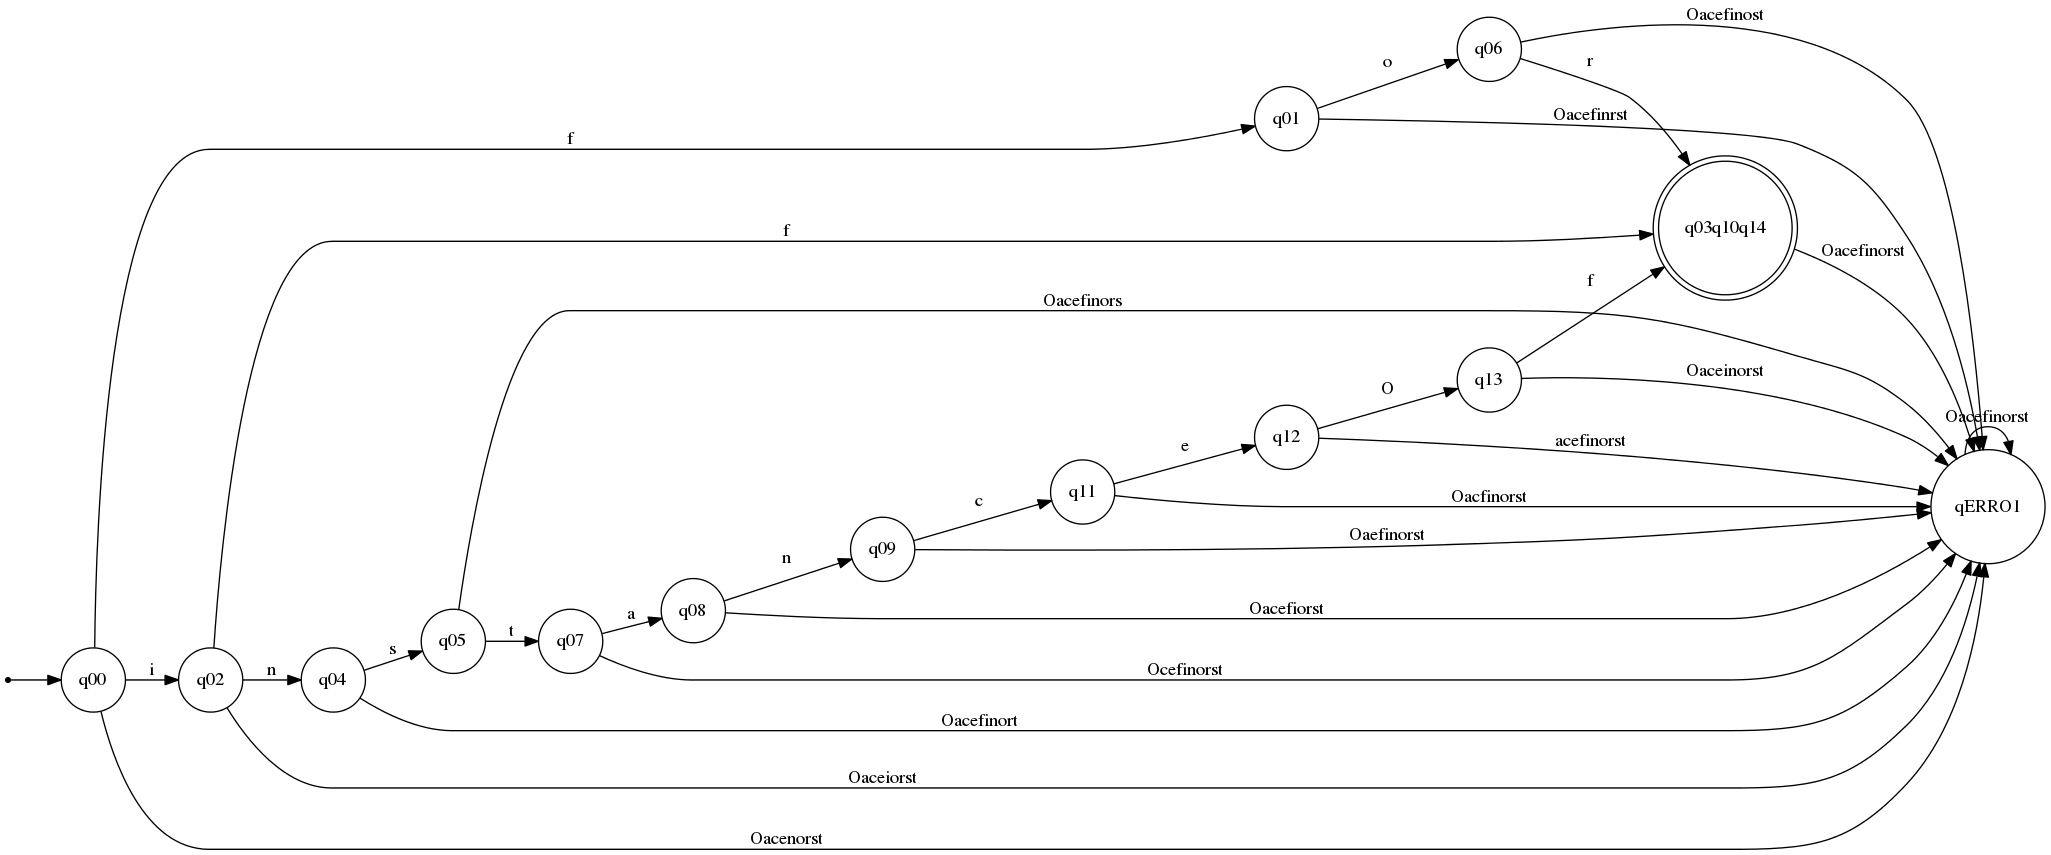 Oacefinost
q06
o
r
q01
Oacefinrst
f
q03q10q14
f
Oacefinorst
f
Oacefinors
q13
Oaceinorst
O
q12
acefinorst
Oacefinorst
e
q11
Oacfinorst
qERRO1
c
q09
Oaefinorst
n
q08
Oacefiorst
a
q07
t
q05
s
Ocefinorst
q00
i
q02
n
q04
Oacefinort
Oaceiorst
Oacenorst